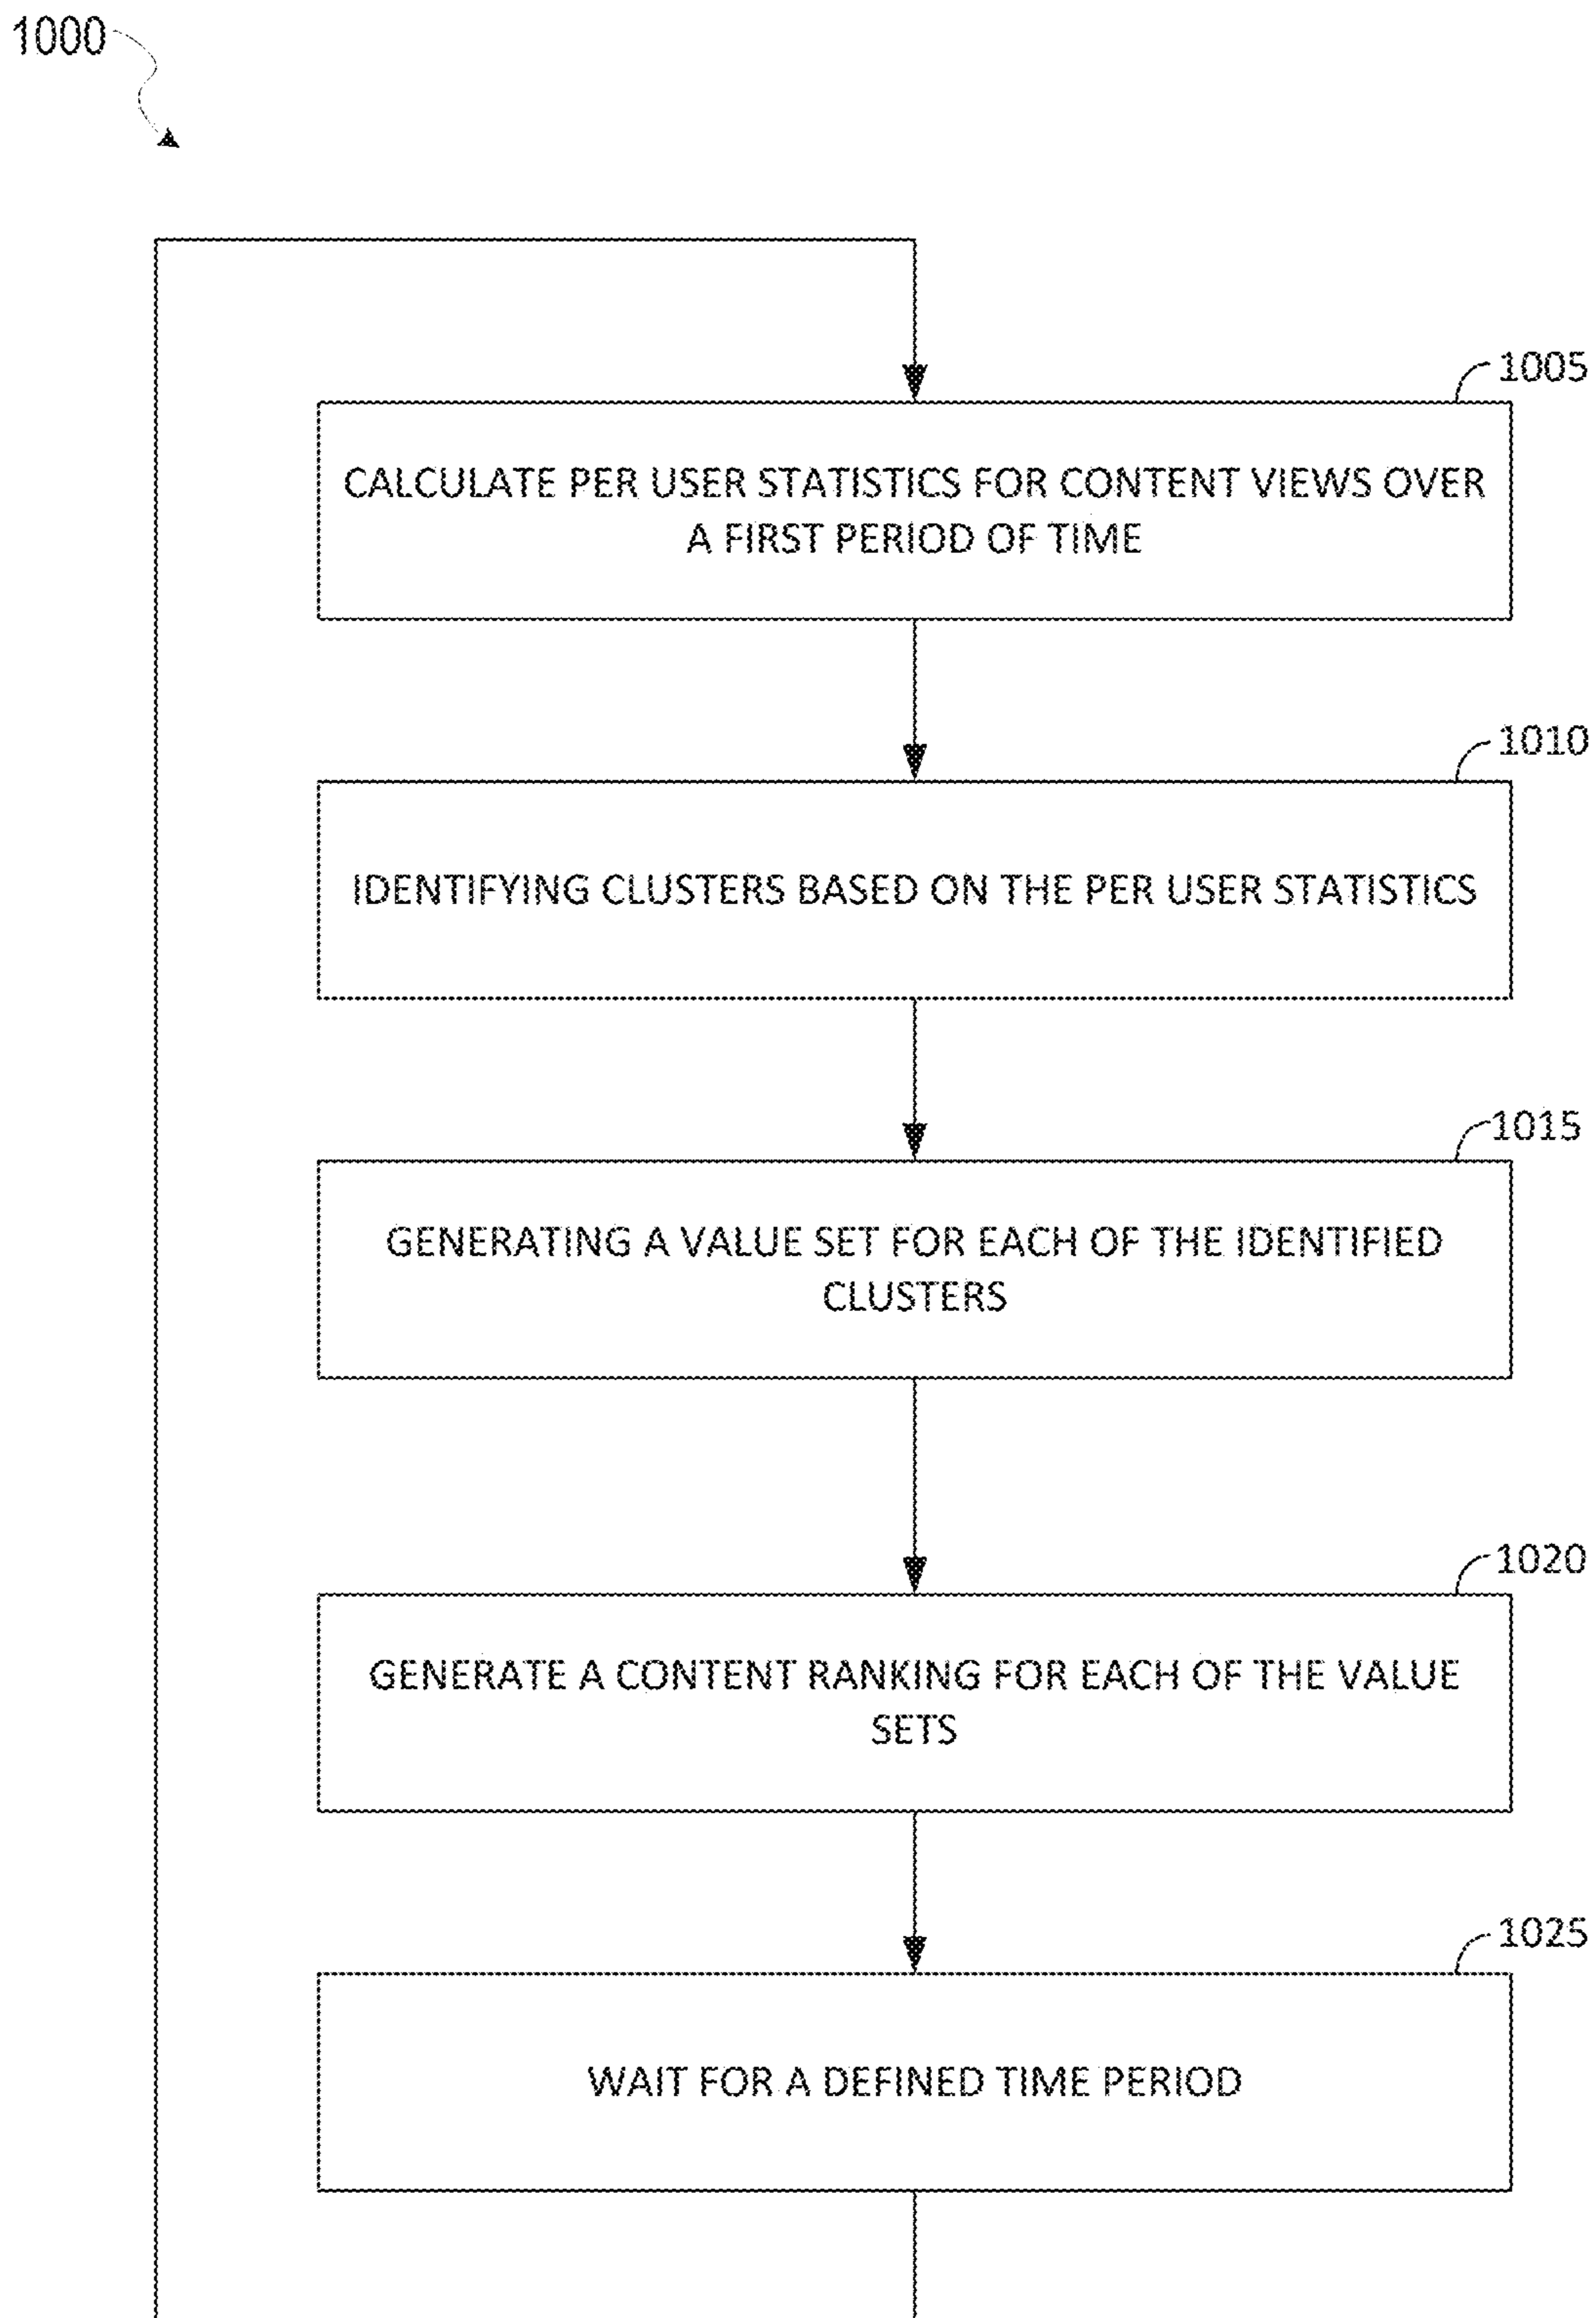 1000
1005
CALCULATE PER USER STATISTICS FOR CONTENT VIEWS OVER
A FIRST PERIOD OF TIME
1010
IDENTIFYING CLUSTERS BASED ON THE PER USER STATISTICS
1015
GENERATING A VALUE SET FOR EACH OF THE IDENTIFIED
CLUSTERS
1020
GENERATE A CONTENT RANKING FOR EACH OF THE VALUE
SETS
1025
WAIT FOR A DEFINED TIME PERIOD